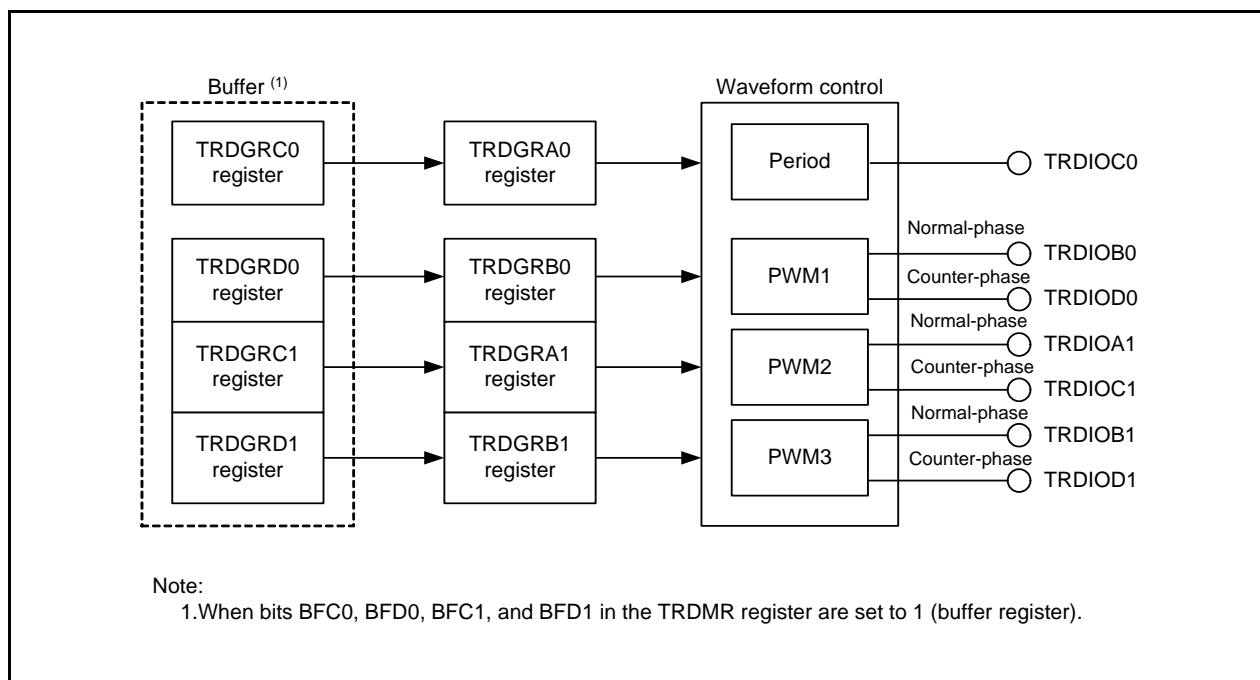 Buffer (1)
Waveform control
TRDGRC0
register
TRDGRA0
register
Period
TRDIOC0
TRDGRD0
register
TRDGRB0
register
PWM1
Normal-phase
TRDIOB0
Counter-phase
TRDIOD0
TRDGRC1
register
TRDGRA1
register
PWM2
Normal-phase
TRDIOA1
Counter-phase
TRDIOC1
TRDGRD1
register
TRDGRB1
register
PWM3
Normal-phase
TRDIOB1
Counter-phase
TRDIOD1
Note:
1.When bits BFC0, BFD0, BFC1, and BFD1 in the TRDMR register are set to 1 (buffer register).